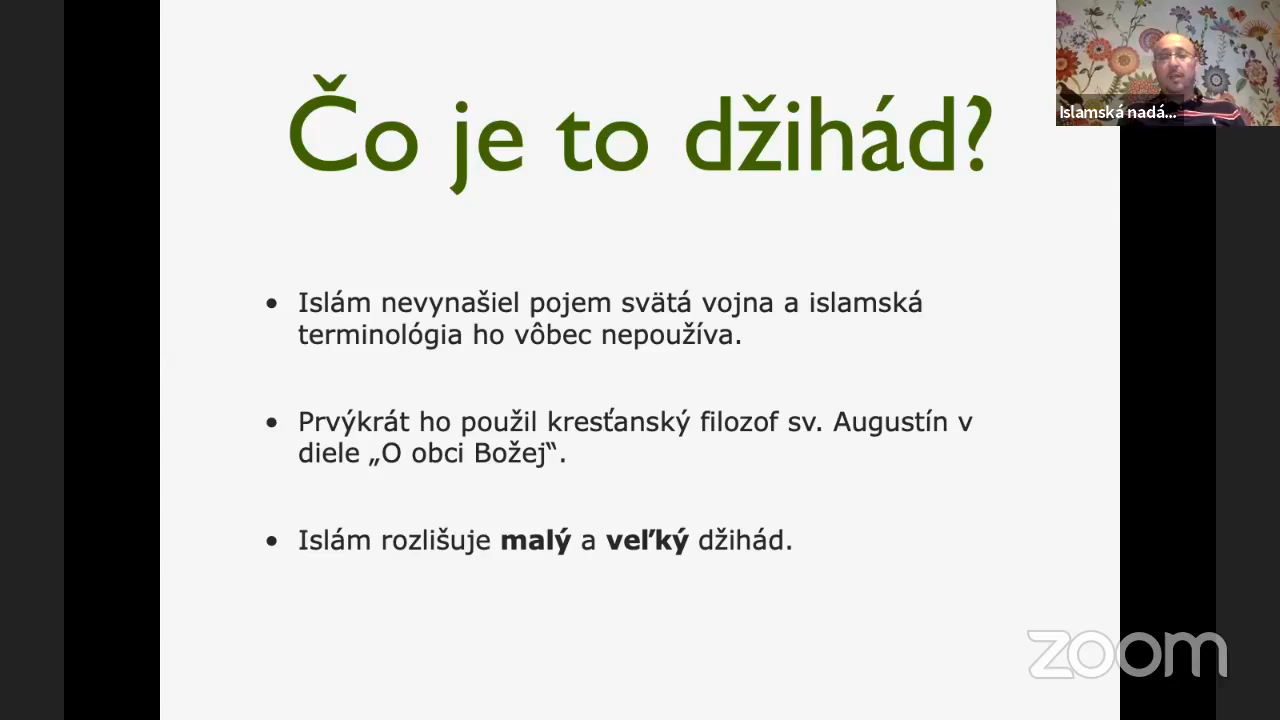 Čo je to džihád?
Islamská nadá...
• Islám nevynašiel pojem svätá vojna a islamská
terminológia ho vôbec nepoužíva.
• Prvýkrát ho použil kresťanský filozof sv. Augustín v
diele „O obci Božej“.
• Islám rozlišuje malý a veľký džihád.
zoom